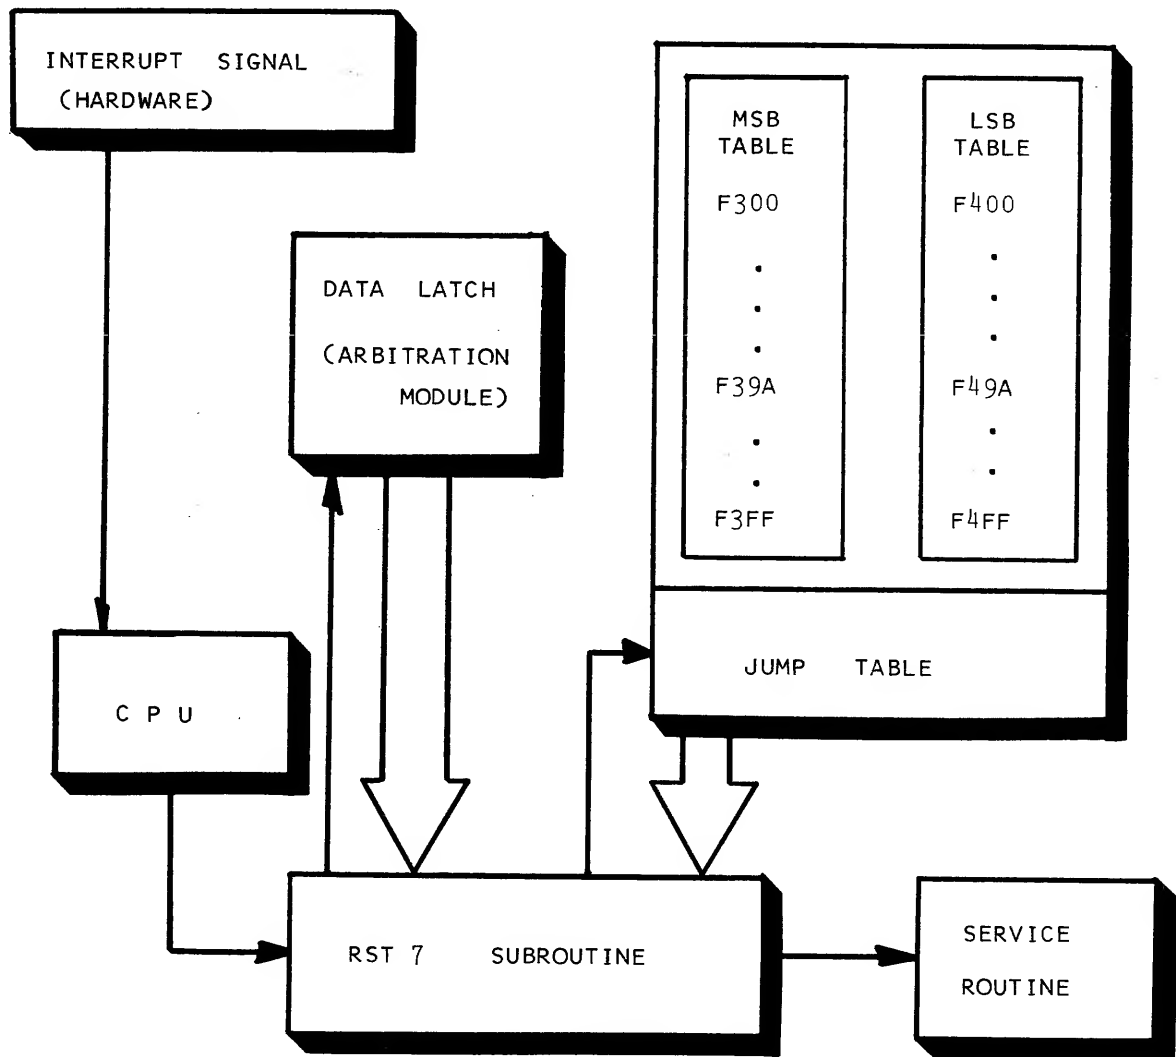 INTERRUPT SIGNAL
(HARDWARE)
MSB
TABLE
F300
.
.
.
F39A
.
.
F3FF
LSB
TABLE
F400
.
.
.
F49A
.
.
F4FF
JUMP TABLE
DATA LATCH
(ARBITRATION
MODULE)
CPU
RST 7 SUBROUTINE
SERVICE
ROUTINE